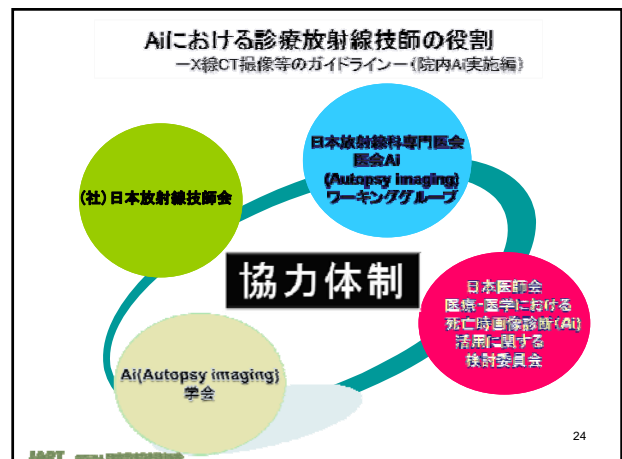 Aiにおける診療放射線技師の役割
－X線CT撮像等のガイドライン－(院内Ai実施編)
日本放射線科専門医会
医会Ai
(Autopsy imaging)
ワーキンググループ
(社)日本放射線技師会
協力体制
日本医師会
医療・医学における
死亡時画像診断(Ai)
活用に関する
検討委員会
Ai(Autopsy imaging)
学会
24
JART